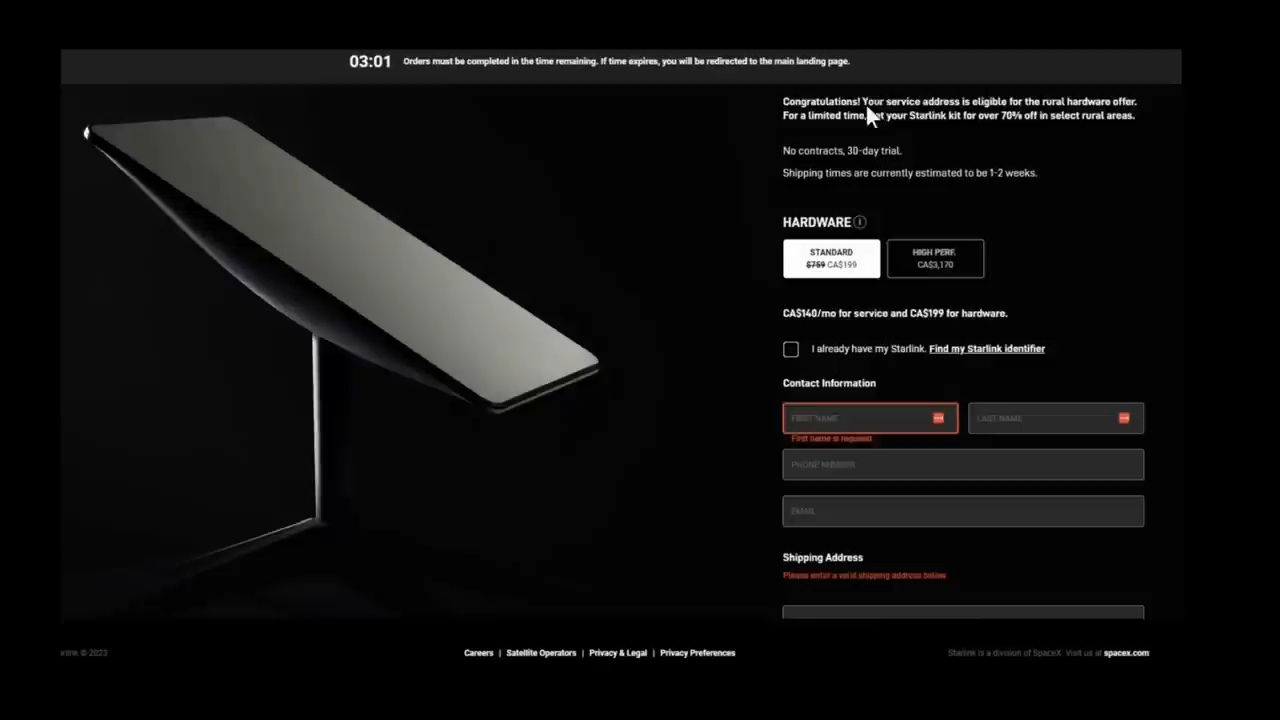 03:01 Orders must be completed in the time remaining. If time expires, you will be redirected to the main landing page.
Congratulations! Your service address is eligible for the rural hardware offer.
For a limited time, get your Starlink kit for over 70% off in select rural areas.
No contracts, 30-day trial.
Shipping times are currently estimated to be 1-2 weeks.
HARDWARE
STANDARD
$759 CA$199
HIGH PERF.
CA$3,170
CA$140/mo for service and CA$199 for hardware.
I already have my Starlink. Find my Starlink identifier
Contact Information
FIRST NAME
LAST NAME
First name is required
PHONE NUMBER
EMAIL
Shipping Address
Please enter a valid shipping address below
© 2023
Careers | Satellite Operators | Privacy & Legal | Privacy Preferences
Starlink is a division of SpaceX. Visit us at spacex.com